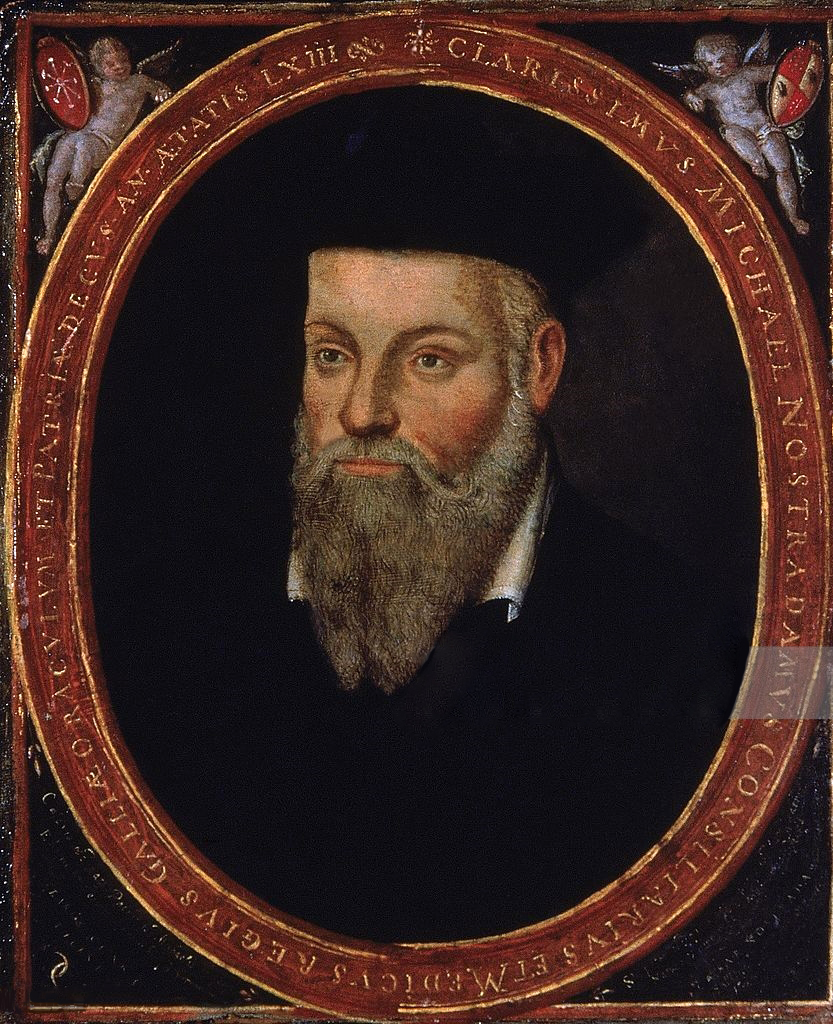 CLARISSIMVS MICHAEL NOSTRADAMVS CONSILIARIVS ET MEDICVS REGIVS GALLIÆ ORACVLVM ET PATRIÆ DECVS AN. ÆTATIS LXIII